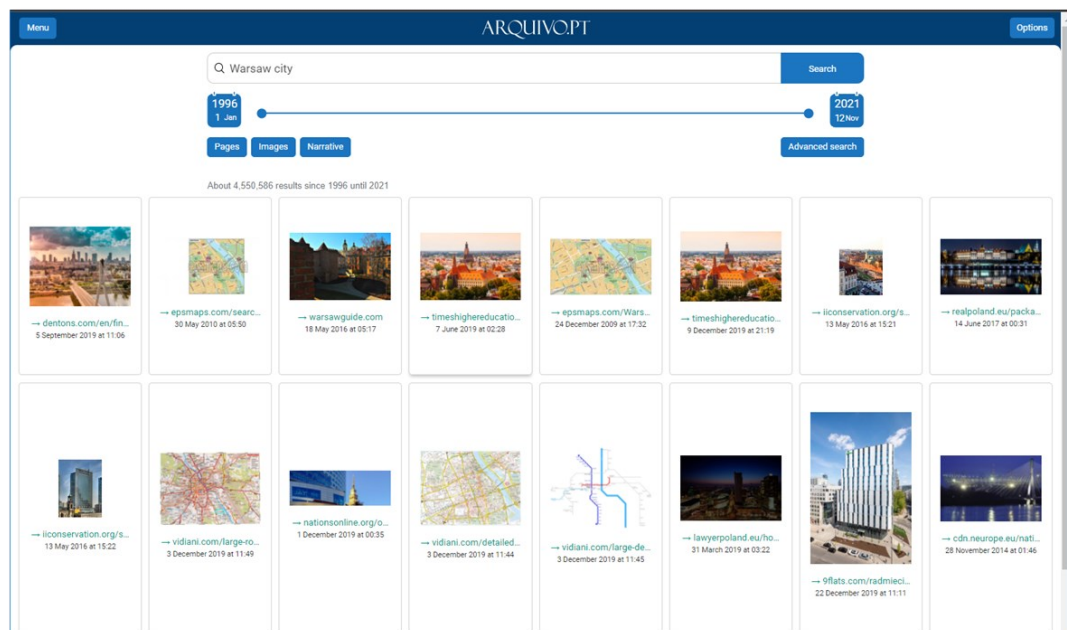 Menu
ARQUIVO.PT
Options
Warsaw city
Search
1996
1 Jan
2021
12 Nov
Pages
Images
Narrative
Advanced search
About 4,550,586 results since 1996 until 2021
→ dentons.com/en/fin...
5 September 2019 at 11:06
→ epsmaps.com/searc...
30 May 2010 at 05:50
→ warsawguide.com
18 May 2016 at 05:17
→ timeshighereducatio...
7 June 2019 at 02:28
→ epsmaps.com/Wars...
24 December 2009 at 17:32
→ timeshighereducatio...
9 December 2019 at 21:19
→ iiconservation.org/s...
13 May 2016 at 15:21
→ realpoland.eu/packa...
14 June 2017 at 00:31
→ iiconservation.org/s...
13 May 2016 at 15:22
→ vidiani.com/large-ro...
3 December 2019 at 11:49
→ nationsonline.org/o...
1 December 2019 at 00:35
→ vidiani.com/detailed...
3 December 2019 at 11:44
→ vidiani.com/large-de...
3 December 2019 at 11:45
→ lawyerpoland.eu/ho...
31 March 2019 at 03:22
→ 9flats.com/radmieci...
22 December 2019 at 11:11
→ cdn.neurope.eu/nati...
28 November 2014 at 01:46